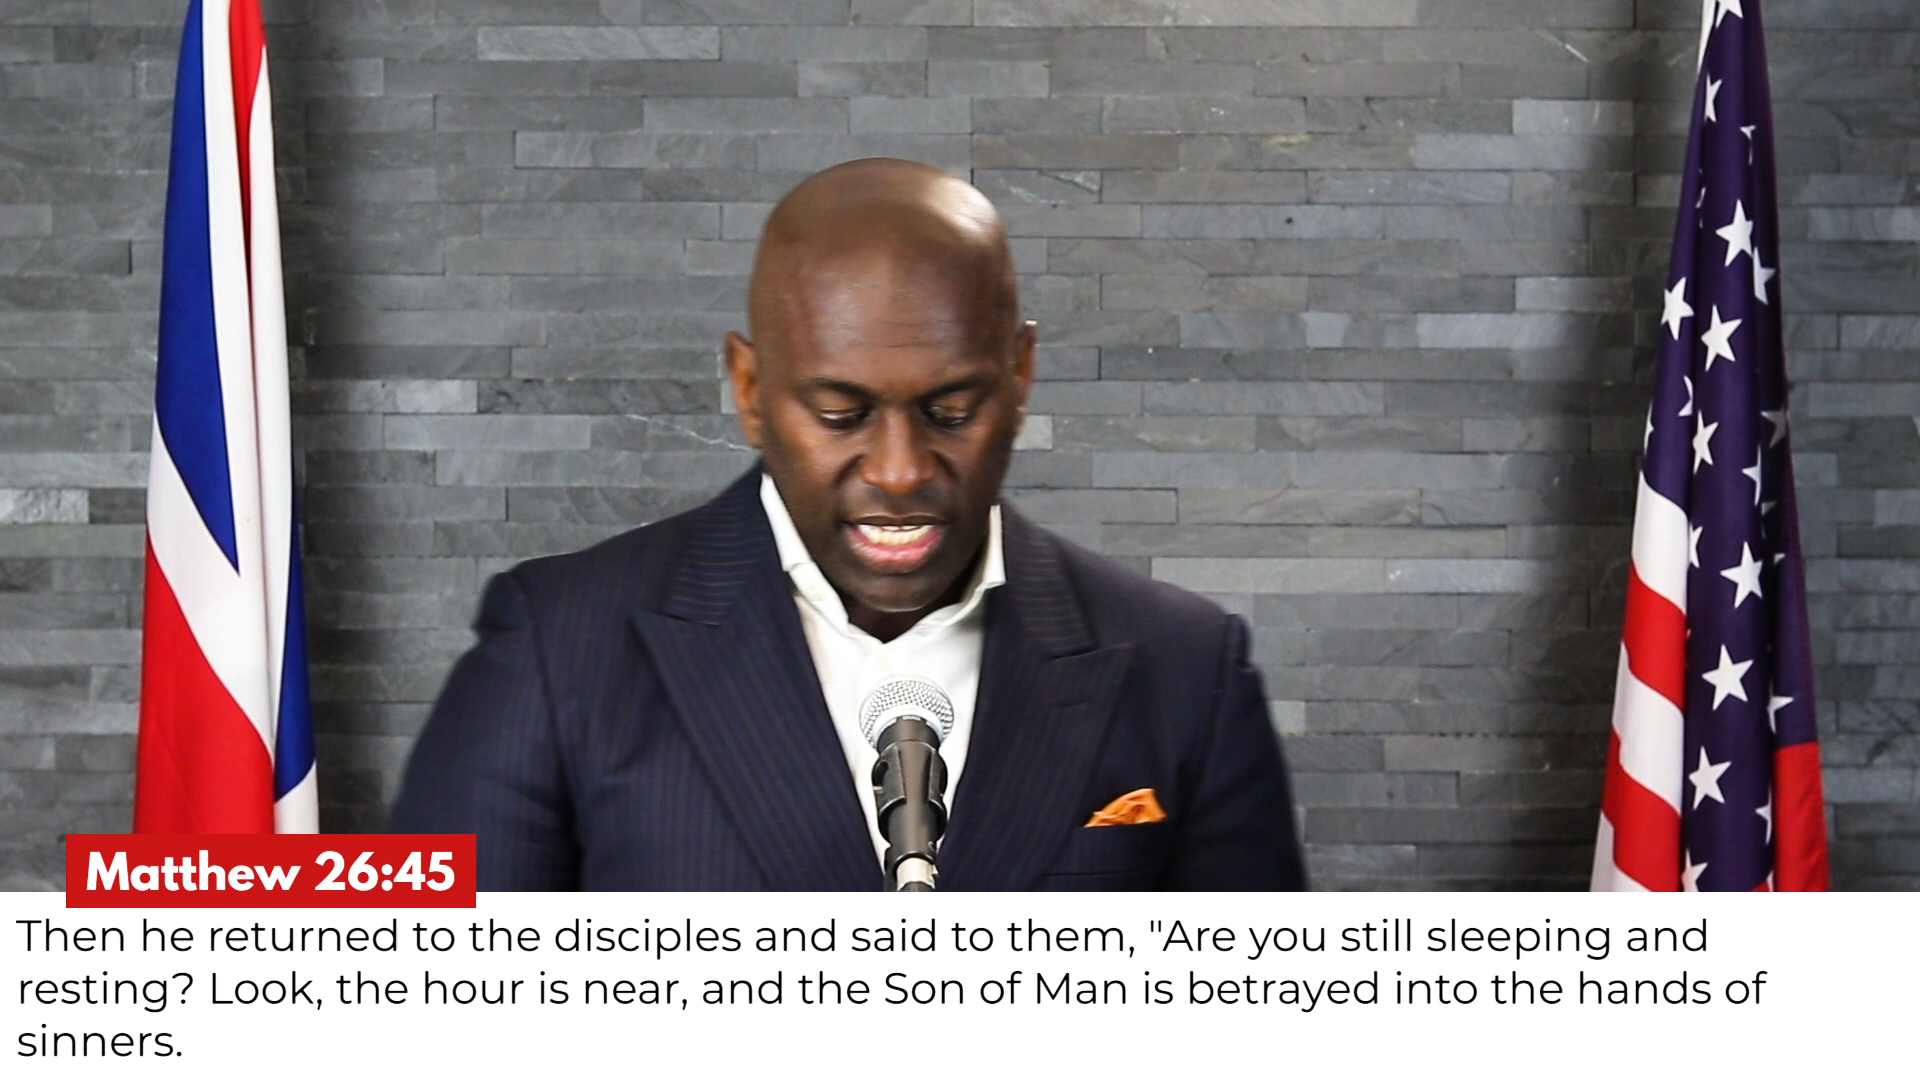 Matthew 26:45
Then he returned to the disciples and said to them, "Are you still sleeping and
resting? Look, the hour is near, and the Son of Man is betrayed into the hands of
sinners.